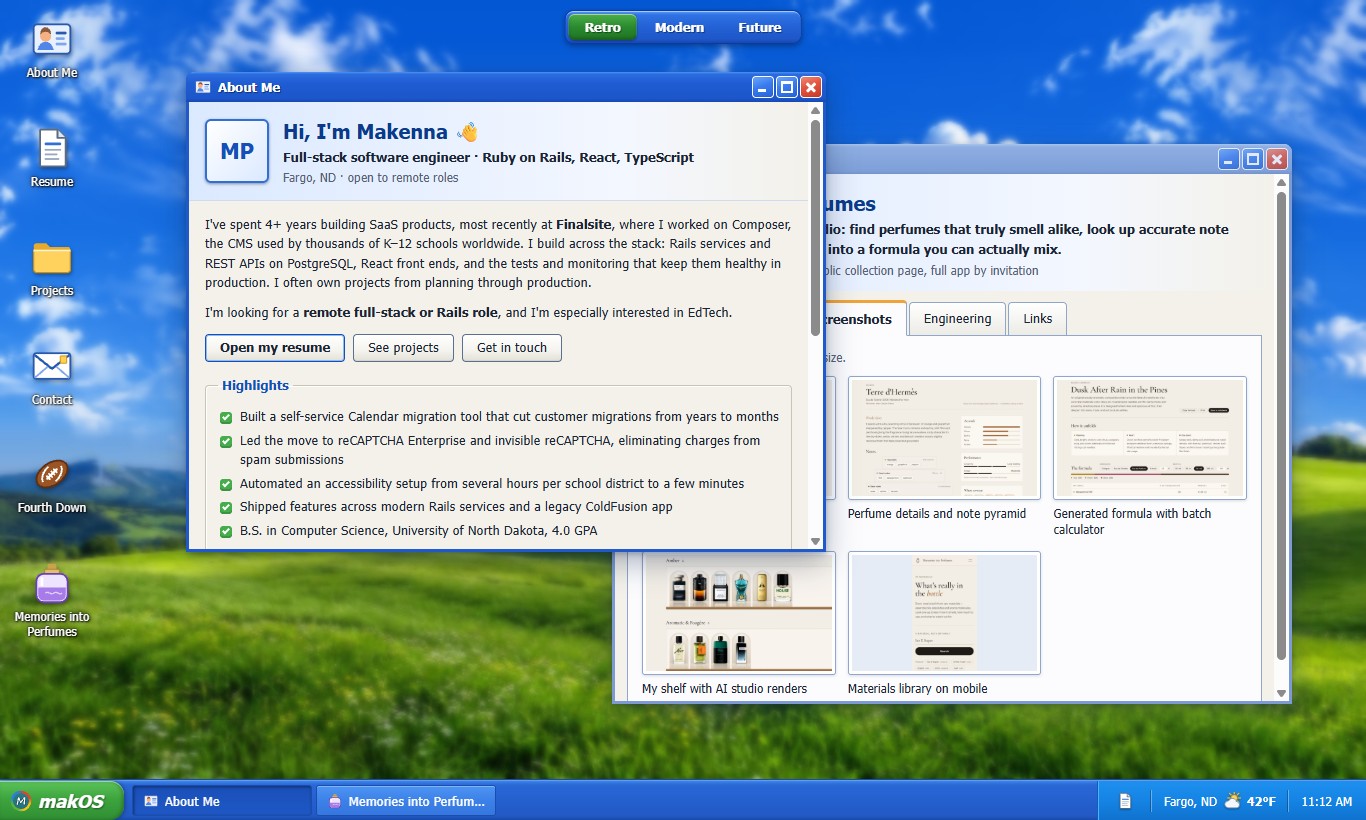 Retro
Modern
Future
About Me
Resume
Projects
Contact
Fourth Down
Memories into
Perfumes
About Me
MP
Hi, I'm Makenna
Full-stack software engineer · Ruby on Rails, React, TypeScript
Fargo, ND · open to remote roles
I've spent 4+ years building SaaS products, most recently at Finalsite, where I worked on Composer,
the CMS used by thousands of K–12 schools worldwide. I build across the stack: Rails services and
REST APIs on PostgreSQL, React front ends, and the tests and monitoring that keep them healthy in
production. I often own projects from planning through production.
I'm looking for a remote full-stack or Rails role, and I'm especially interested in EdTech.
Open my resume
See projects
Get in touch
Highlights
Built a self-service Calendar migration tool that cut customer migrations from years to months
Led the move to reCAPTCHA Enterprise and invisible reCAPTCHA, eliminating charges from
spam submissions
Automated an accessibility setup from several hours per school district to a few minutes
Shipped features across modern Rails services and a legacy ColdFusion app
B.S. in Computer Science, University of North Dakota, 4.0 GPA
umes
lio: find perfumes that truly smell alike, look up accurate note
into a formula you can actually mix.
blic collection page, full app by invitation
reenshots
Engineering
Links
size.
Terre d'Hermès
Perfume details and note pyramid
Dusk After Rain in the Pines
Generated formula with batch
calculator
My shelf with AI studio renders
What's really in
the bottle
Materials library on mobile
makOS
About Me
Memories into Perfum...
Fargo, ND
42°F
11:12 AM